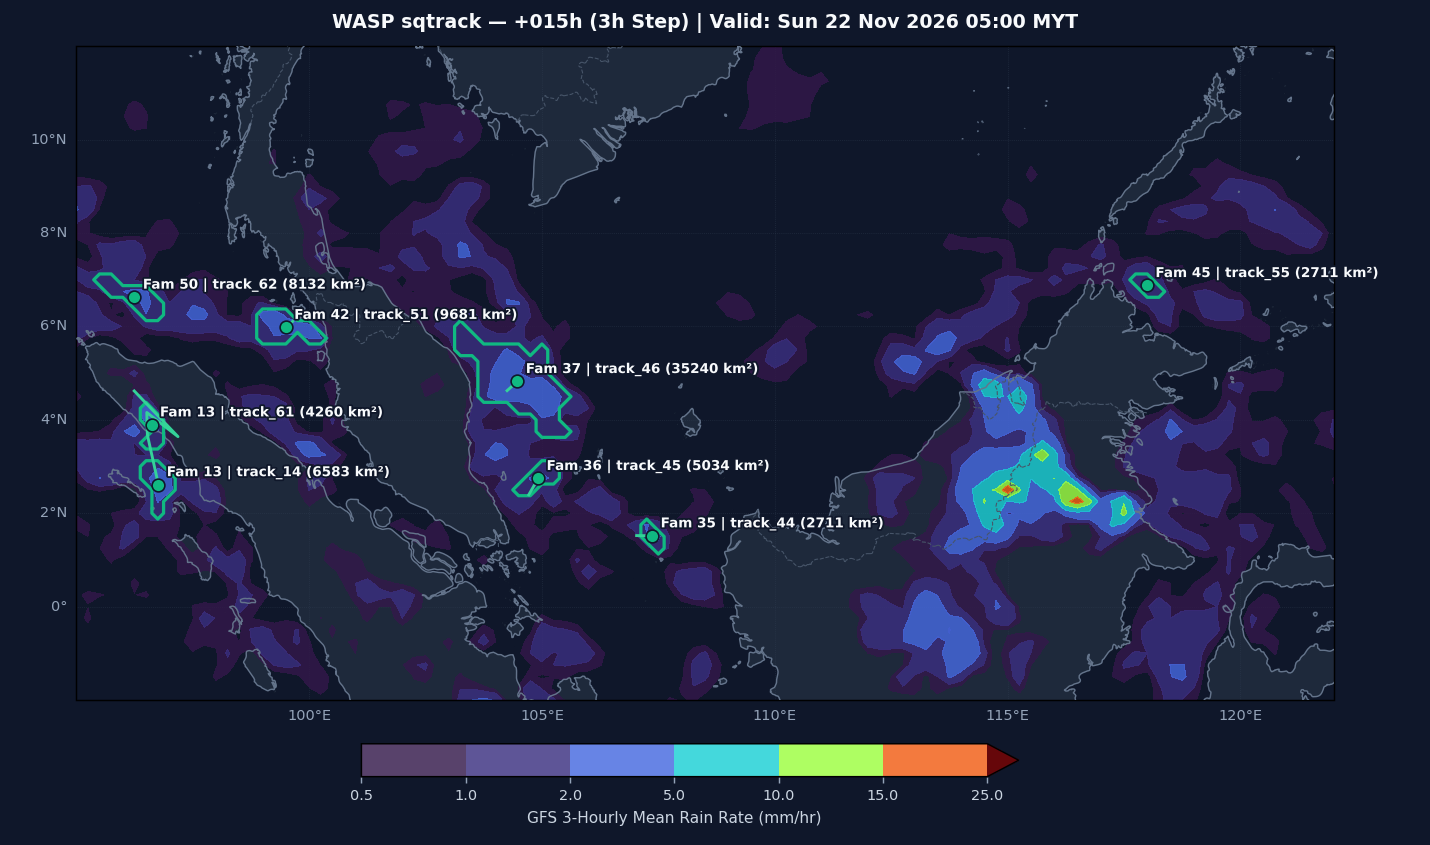 WASP sqtrack — +015h (3h Step) | Valid: Sun 22 Nov 2026 05:00 MYT
10°N
8°N
6°N
4°N
2°N
0°
Fam 50 | track_62 (8132 km²)
Fam 45 | track_55 (2711 km²)
Fam 42 | track_51 (9681 km²)
Fam 37 | track_46 (35240 km²)
Fam 13 | track_61 (4260 km²)
Fam 13 | track_14 (6583 km²)
Fam 36 | track_45 (5034 km²)
Fam 35 | track_44 (2711 km²)
100°E 105°E 110°E 115°E 120°E
0.5 1.0 2.0 5.0 10.0 15.0 25.0
GFS 3-Hourly Mean Rain Rate (mm/hr)